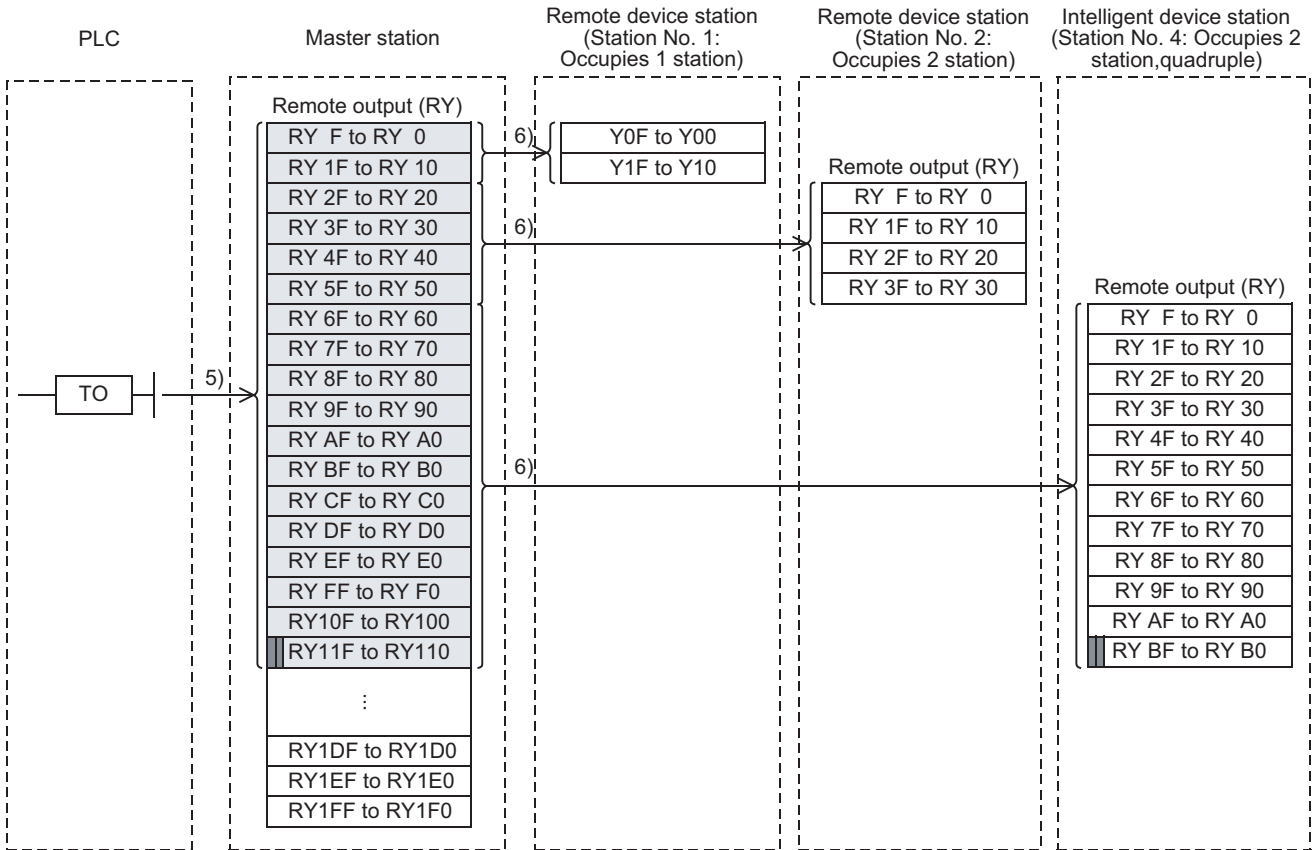 PLC
Master station
Remote device station
(Station No. 1:
Occupies 1 station)
Remote device station
(Station No. 2:
Occupies 2 station)
Intelligent device station
(Station No. 4: Occupies 2
station,quadruple)
TO
5)
Remote output (RY)
RY F to RY 0
RY 1F to RY 10
RY 2F to RY 20
RY 3F to RY 30
RY 4F to RY 40
RY 5F to RY 50
RY 6F to RY 60
RY 7F to RY 70
RY 8F to RY 80
RY 9F to RY 90
RY AF to RY A0
RY BF to RY B0
RY CF to RY C0
RY DF to RY D0
RY EF to RY E0
RY FF to RY F0
RY10F to RY100
RY11F to RY110
⋮
RY1DF to RY1D0
RY1EF to RY1E0
RY1FF to RY1F0
6)
6)
6)
Y0F to Y00
Y1F to Y10
Remote output (RY)
RY F to RY 0
RY 1F to RY 10
RY 2F to RY 20
RY 3F to RY 30
Remote output (RY)
RY F to RY 0
RY 1F to RY 10
RY 2F to RY 20
RY 3F to RY 30
RY 4F to RY 40
RY 5F to RY 50
RY 6F to RY 60
RY 7F to RY 70
RY 8F to RY 80
RY 9F to RY 90
RY AF to RY A0
RY BF to RY B0